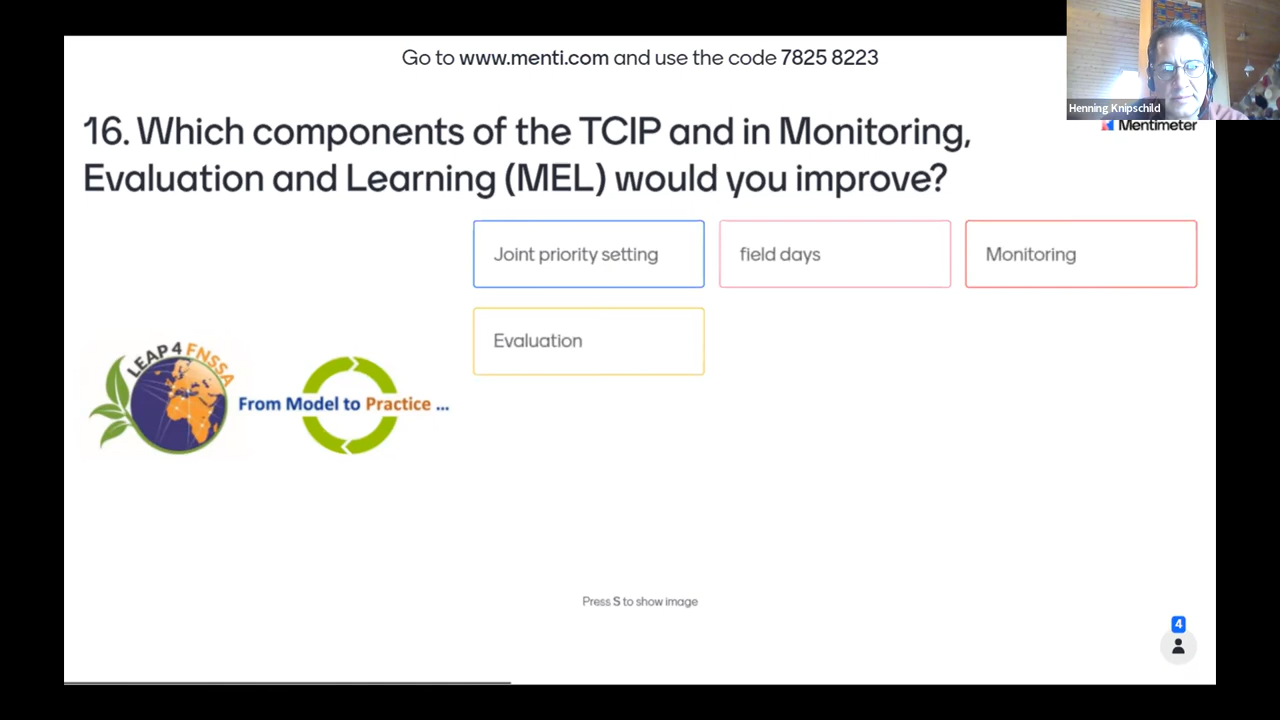 Go to www.menti.com and use the code 7825 8223
Henning Knipschild
Mentimeter
16. Which components of the TCIP and in Monitoring,
Evaluation and Learning (MEL) would you improve?
Joint priority setting
field days
Monitoring
Evaluation
LEAP4 FNSSA
From Model to Practice ...
Press S to show image
4